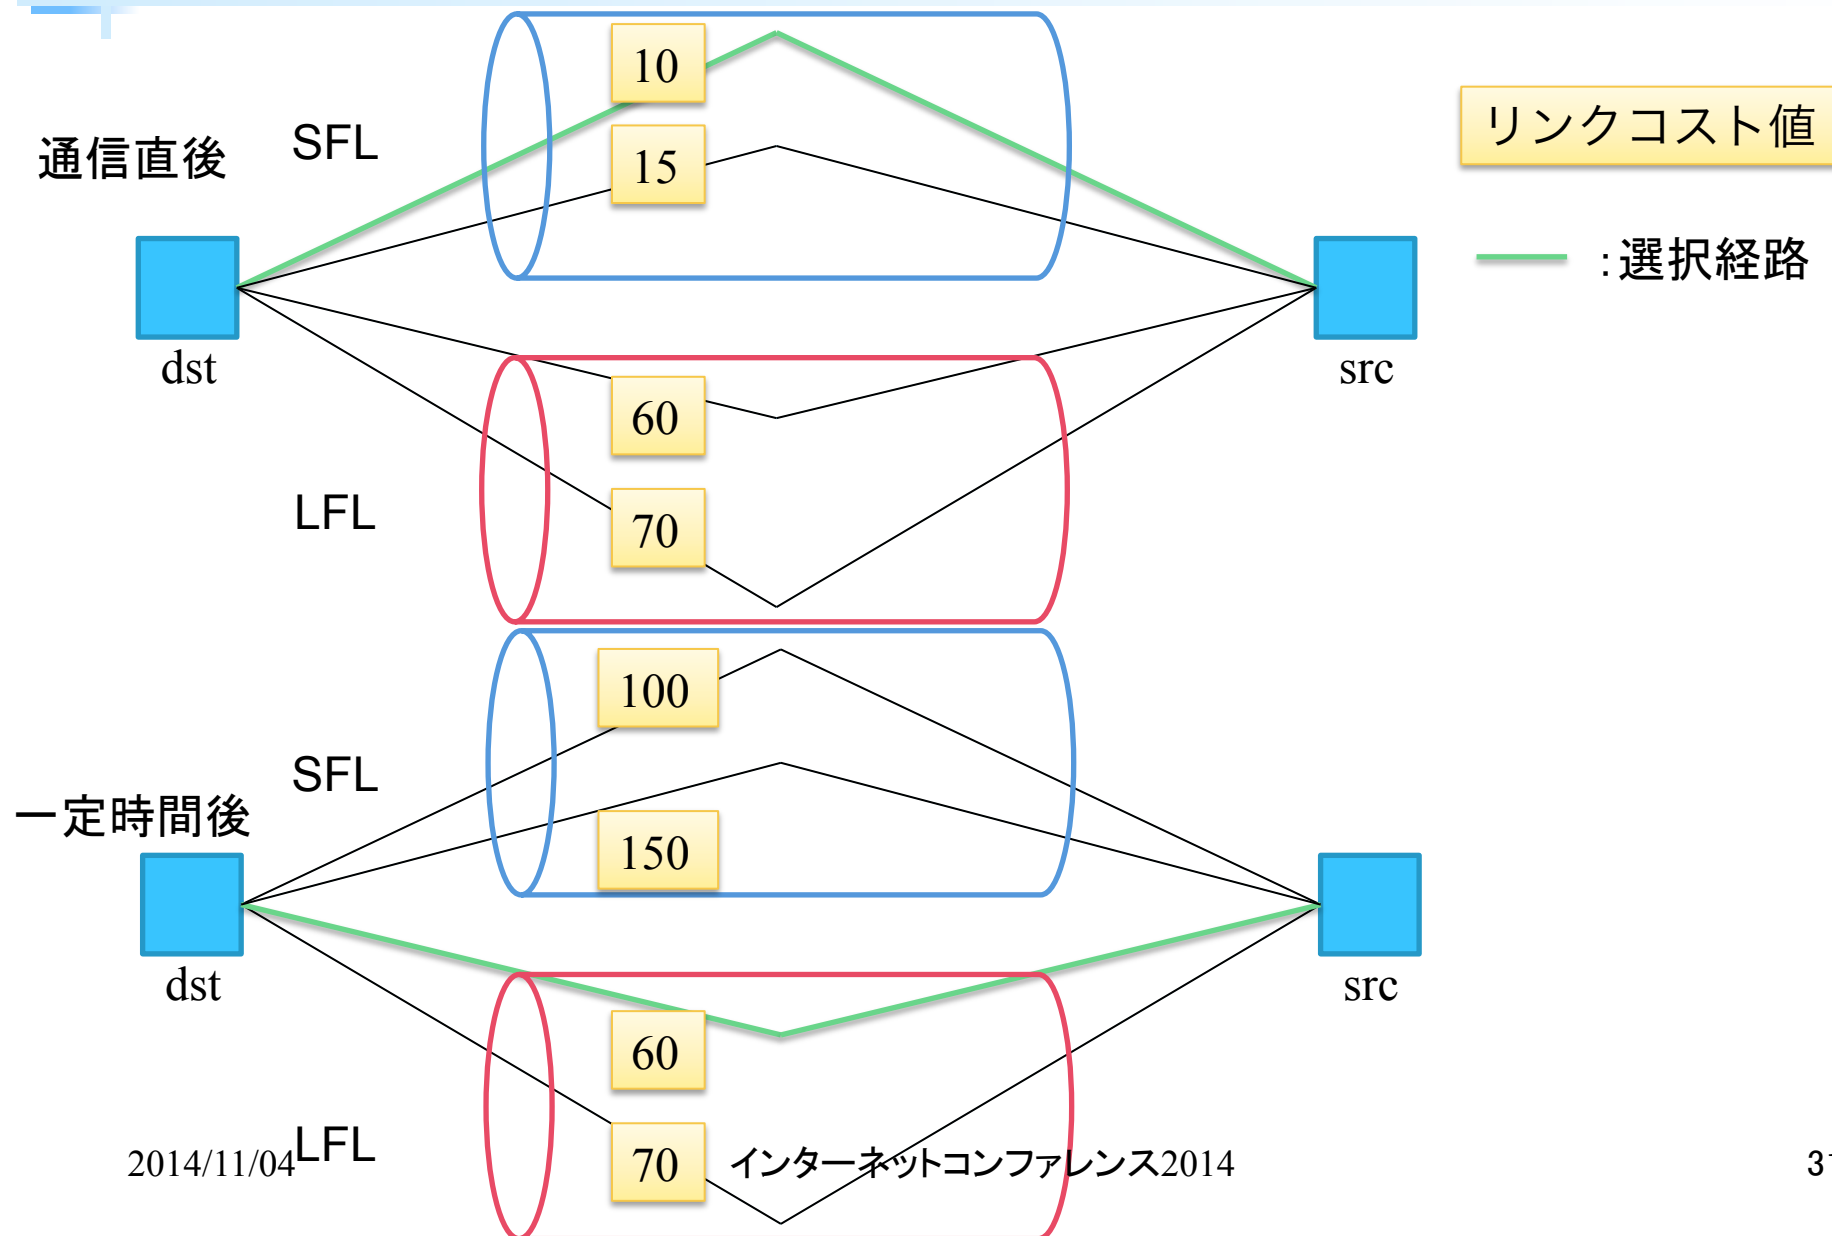 10
リンクコスト値
通信直後
SFL
15
:選択経路
dst
src
60
LFL
70
100
SFL
一定時間後
150
dst
src
60
LFL
70
2014/11/04
インターネットコンファレンス2014